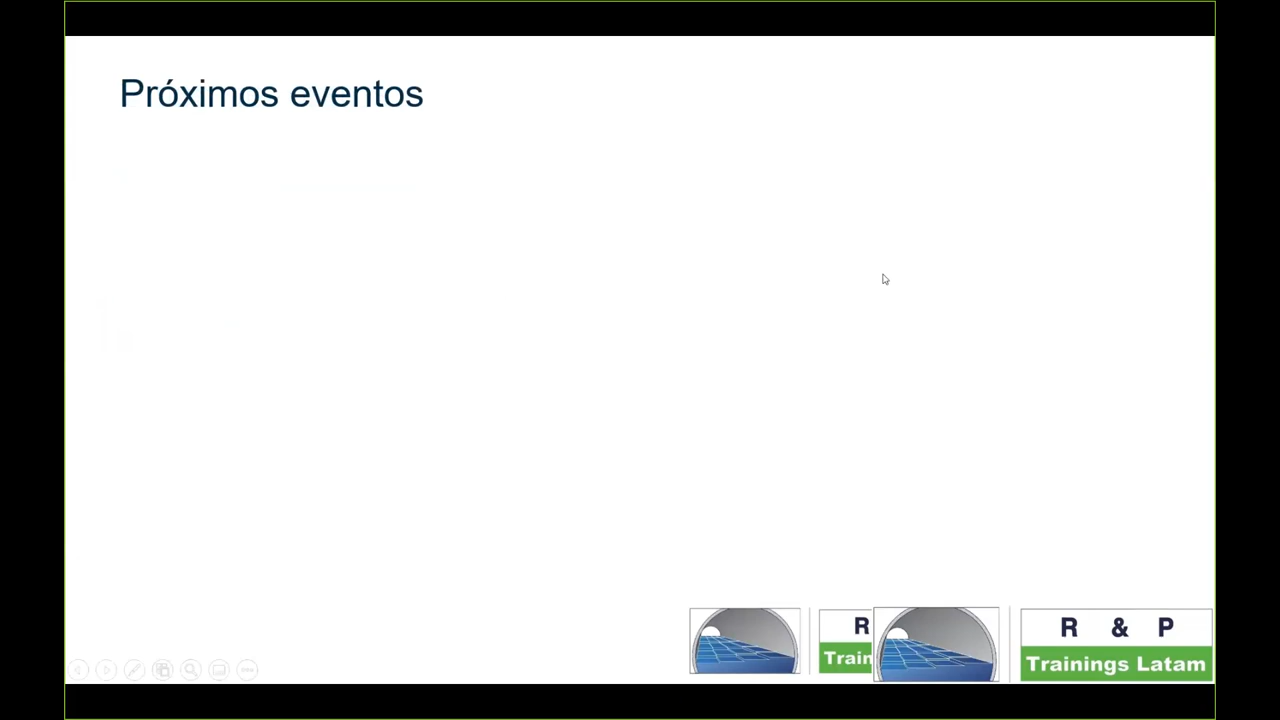 Próximos eventos
R
Train
R & P
Trainings Latam